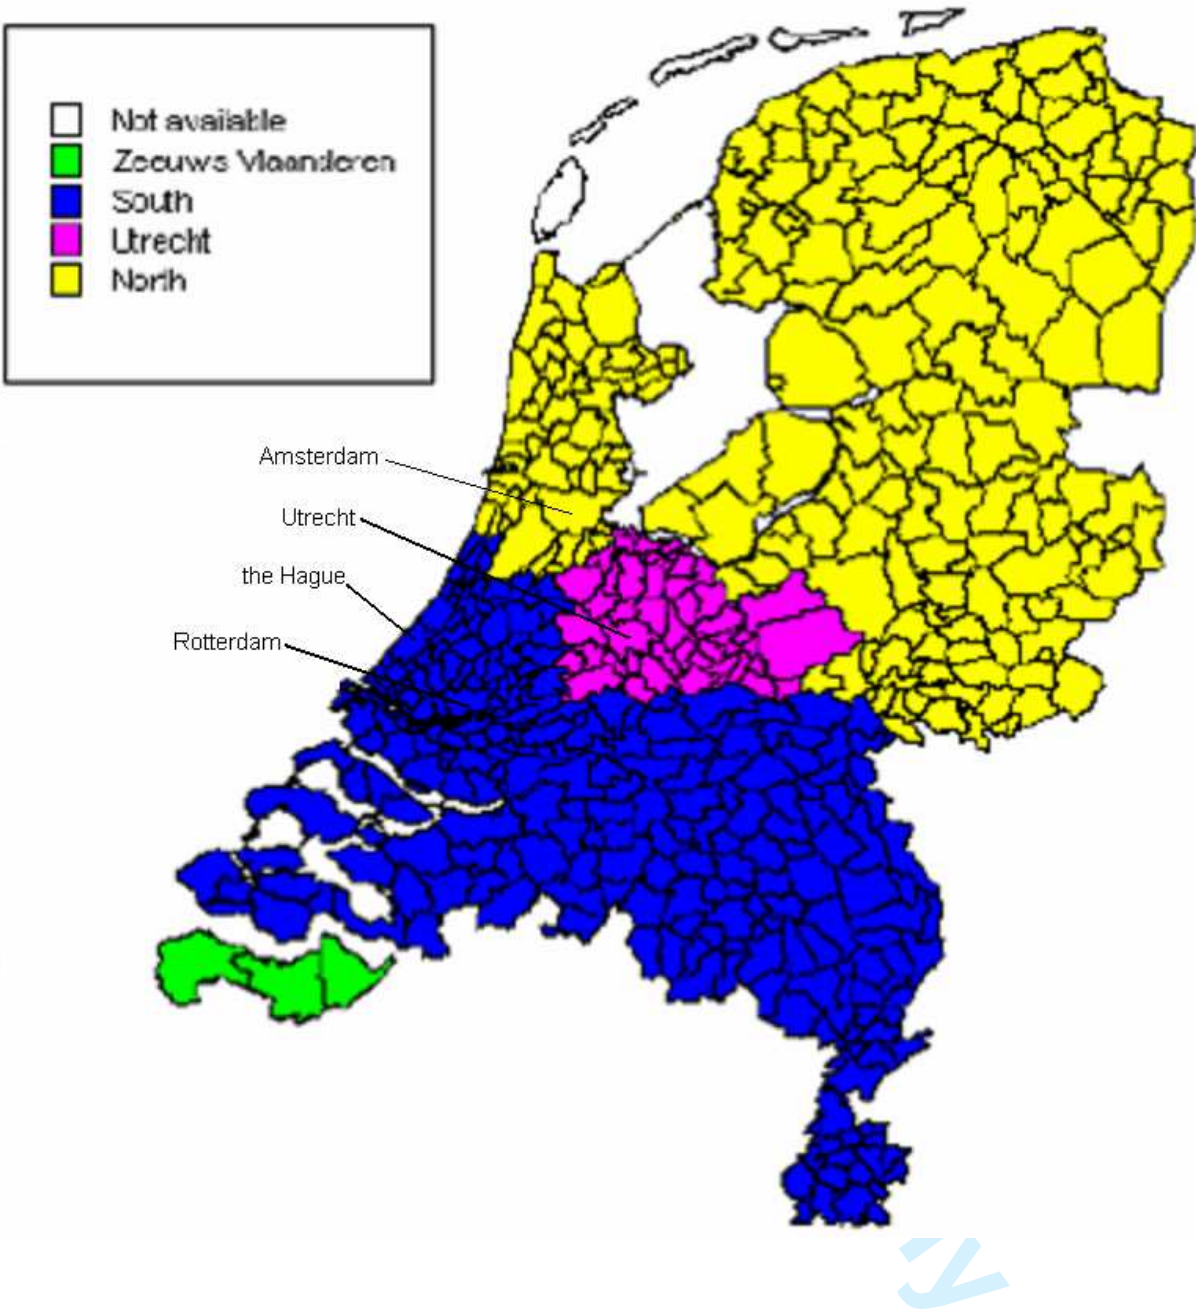 Not available
Zeeuws Vlaanderen
South
Utrecht
North
Amsterdam
Utrecht
the Hague
Rotterdam